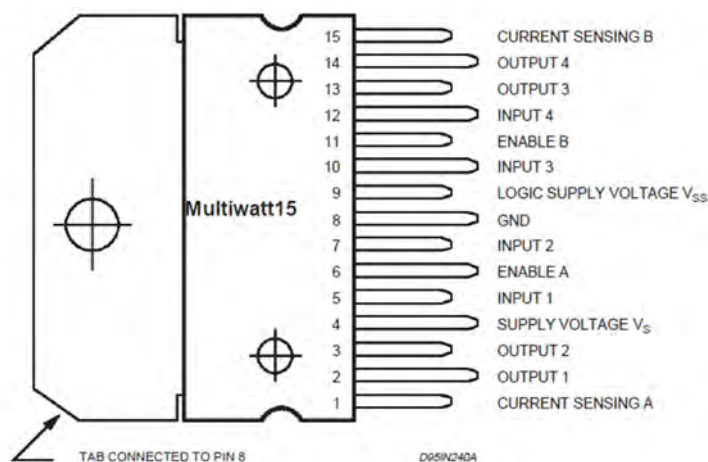 15 CURRENT SENSING B
14 OUTPUT 4
13 OUTPUT 3
12 INPUT 4
11 ENABLE B
10 INPUT 3
9 LOGIC SUPPLY VOLTAGE VSS
Multiwatt15
8 GND
7 INPUT 2
6 ENABLE A
5 INPUT 1
4 SUPPLY VOLTAGE VS
3 OUTPUT 2
2 OUTPUT 1
1 CURRENT SENSING A
TAB CONNECTED TO PIN 8
D95IN240A